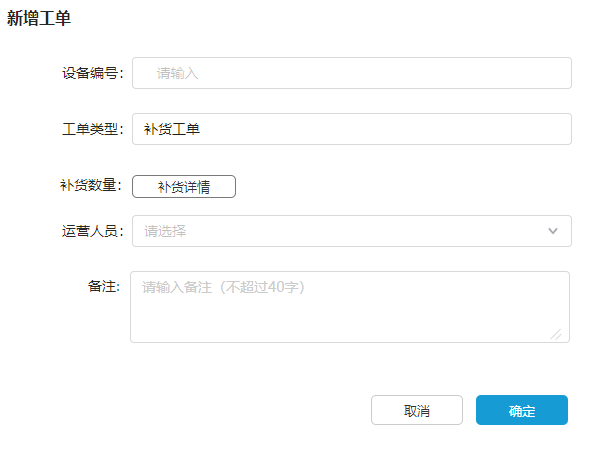 新增工单
设备编号： 请输入
工单类型： 补货工单
补货数量： 补货详情
运营人员： 请选择
备注: 请输入备注（不超过40字）
取消 确定